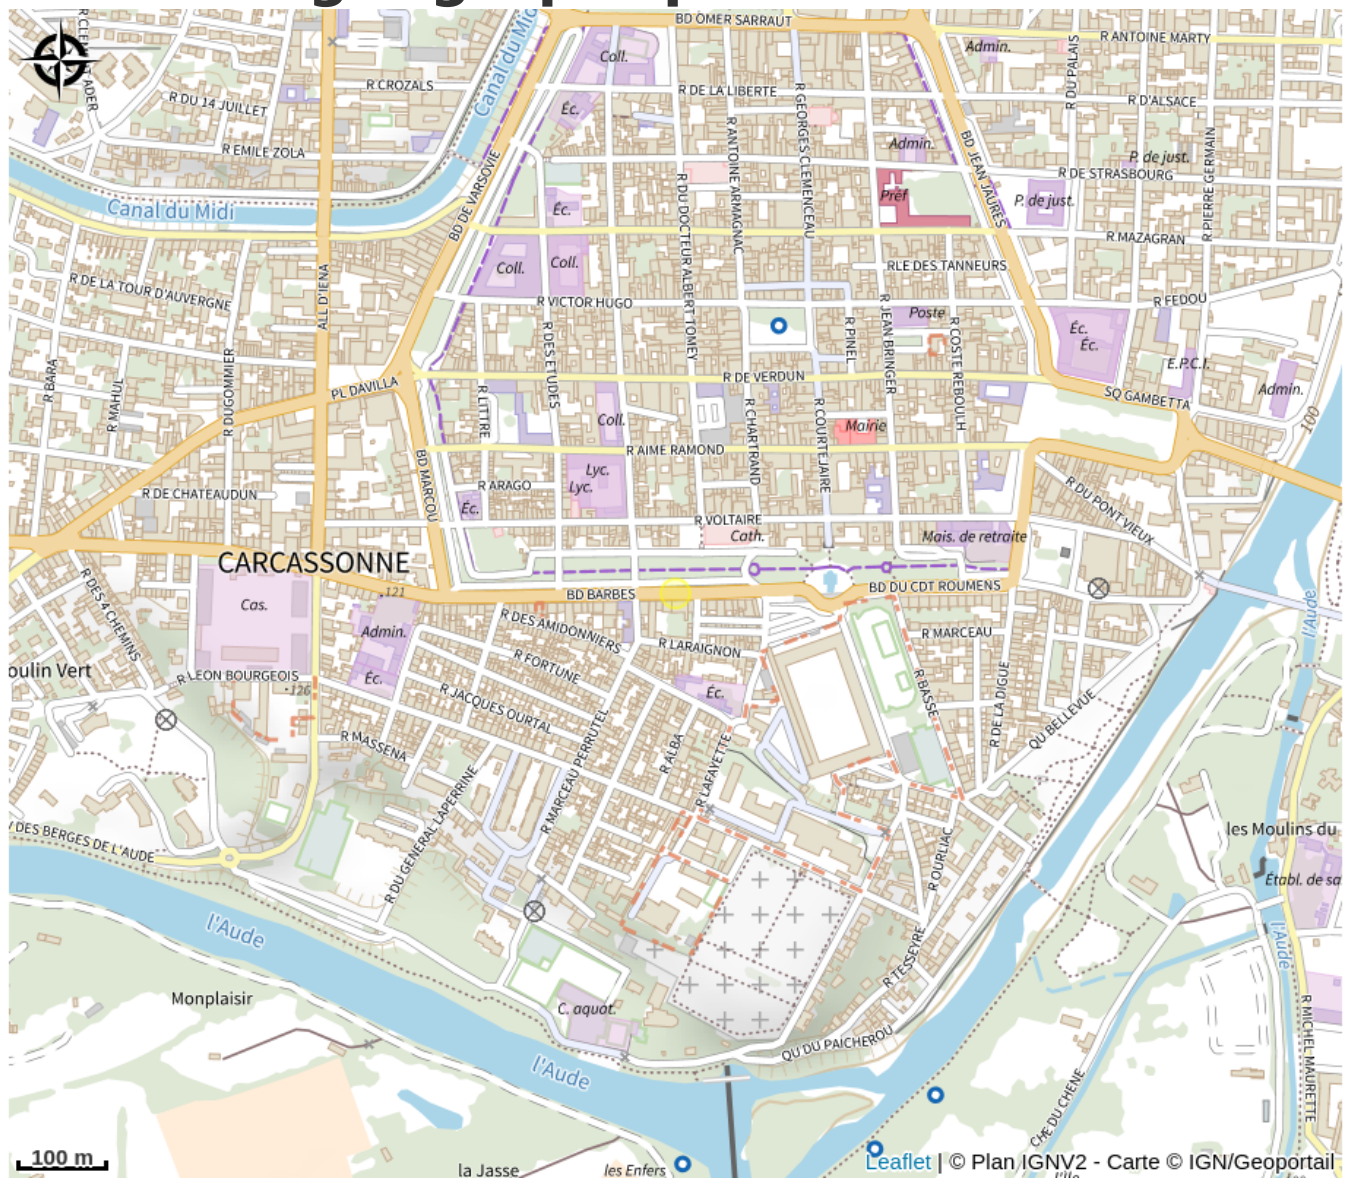 BD OMER SARRAUT
R ANTOINE MARTY
Admin.
Coll.
R CROZALS
Canal du Midi
R DU PALAIS
R DE LA LIBERTE
R D'ALSACE
R DU 14 JUILLET
Éc.
R GEORGES CLEMENCEAU
R ANTOINE ARMAGNAC
BD JEAN JAURES
R PIERRE GERMAIN
Admin.
R EMILE ZOLA
P. de just.
R DE STRASBOURG
BD DE VARSOVIE
R DU DOCTEUR ALBERT TOMEY
Préf
P. de just.
Canal du Midi
Éc.
R MAZAGRAN
Coll.
Coll.
RLE DES TANNEURS
R DE LA TOUR D'AUVERGNE
ALL D'IENA
R VICTOR HUGO
R FEDOU
Poste
R DES ETUDES
R PINEL
R JEAN BRINGER
R COSTE REBOULH
Éc.
Éc.
E.P.C.I.
R BARA
R MAHUL
R DUGOMMIER
PL DAVILLA
R DE VERDUN
SQ GAMBETTA
Admin.
R LITTRE
Coll.
R CHARTRAND
R COURTEJAIRE
Mairie
100
R AIME RAMOND
BD MARCOU
Lyc.
Lyc.
R ARAGO
R DE CHATEAUDUN
R DU PONT VIEUX
Éc.
R VOLTAIRE
Cath.
Mais. de retraite
CARCASSONNE
121
BD BARBES
BD DU CDT ROUMENS
R DES 4 CHEMINS
Cas.
l'Aude
R DES AMIDONNIERS
Admin.
R MARCEAU
R LARAIGNON
R FORTUNE
oulin Vert
R LEON BOURGEOIS
126
Éc.
Éc.
R BASSE
R DE LA DIGUE
QU BELLEVUE
R JACQUES OURTAL
R MASSENA
R MARCEAU PERRUTEL
R ALBA
R LAFAYETTE
R DU GENERAL LAPERRINE
DES BERGES DE L'AUDE
les Moulins du
R OURLIAC
Établ. de sa
l'Aude
l'Aude
R TESSEYRE
Monplaisir
C. aquat.
R MICHEL MAURETTE
QU DU PAICHEROU
l'Aude
CHE DU CHENE
100 m
la Jasse
les Enfers
Leaflet | © Plan IGNV2 - Carte © IGN/Geoportail